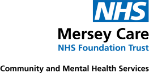 NHS
Mersey Care
NHS Foundation Trust
Community and Mental Health Services